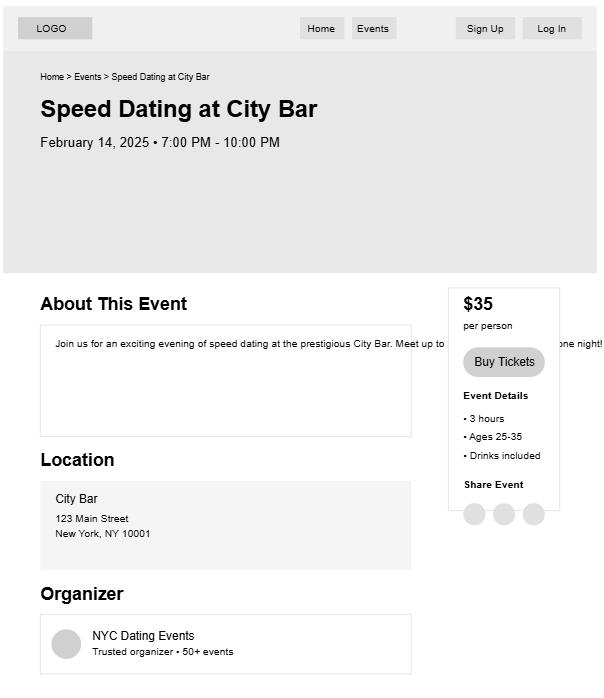 LOGO
Home
Events
Sign Up
Log In
Home > Events > Speed Dating at City Bar
Speed Dating at City Bar
February 14, 2025 • 7:00 PM - 10:00 PM
About This Event
Join us for an exciting evening of speed dating at the prestigious City Bar. Meet up to
one night!
Location
City Bar
123 Main Street
New York, NY 10001
Organizer
NYC Dating Events
Trusted organizer • 50+ events
$35
per person
Buy Tickets
Event Details
• 3 hours
• Ages 25-35
• Drinks included
Share Event